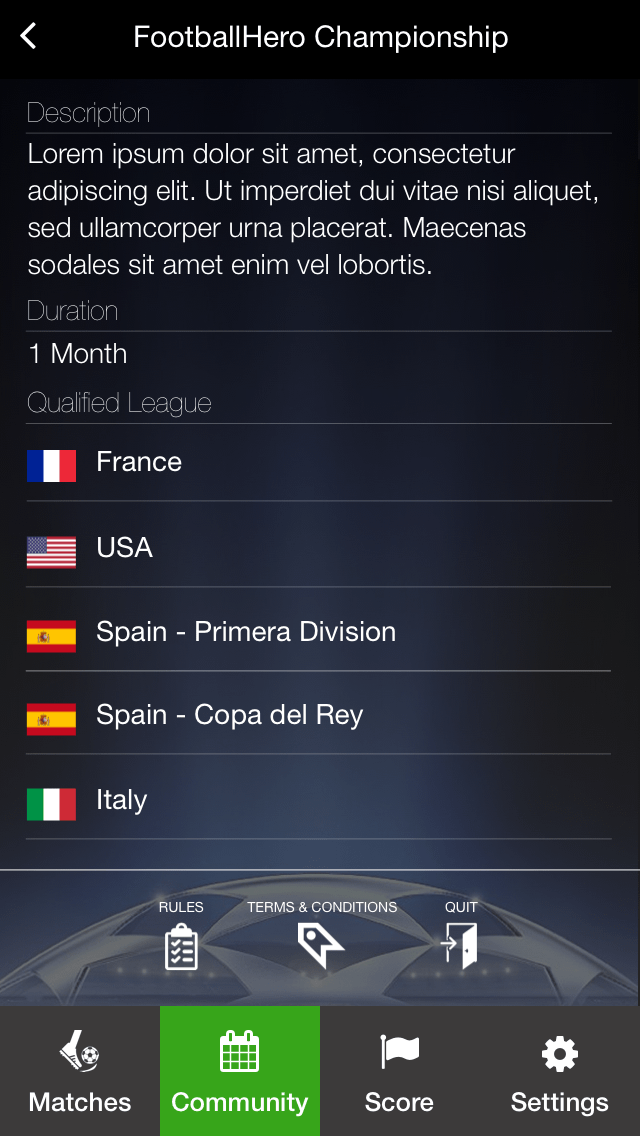 FootballHero Championship
Description
Lorem ipsum dolor sit amet, consectetur
adipiscing elit. Ut imperdiet dui vitae nisi aliquet,
sed ullamcorper urna placerat. Maecenas
sodales sit amet enim vel lobortis.
Duration
1 Month
Qualified League
France
USA
Spain - Primera Division
Spain - Copa del Rey
Italy
RULES TERMS & CONDITIONS QUIT
Matches Community Score Settings